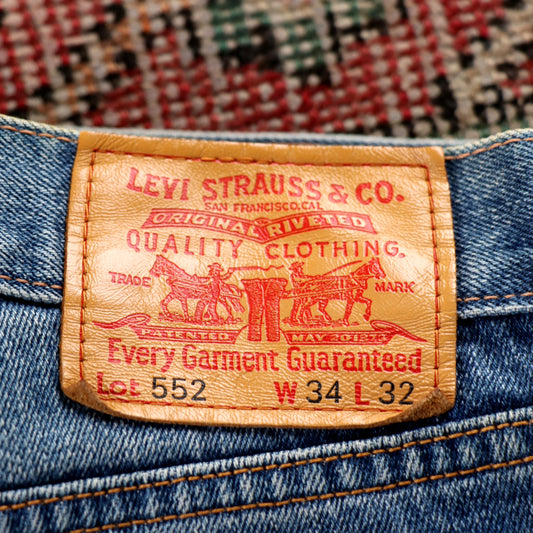 LEVI STRAUSS & CO.
SAN FRANCISCO, CAL.
ORIGINAL RIVETED
QUALITY CLOTHING.
TRADE MARK
PATENTED MAY 20 1873
Every Garment Guaranteed
Lot 552 W 34 L 32